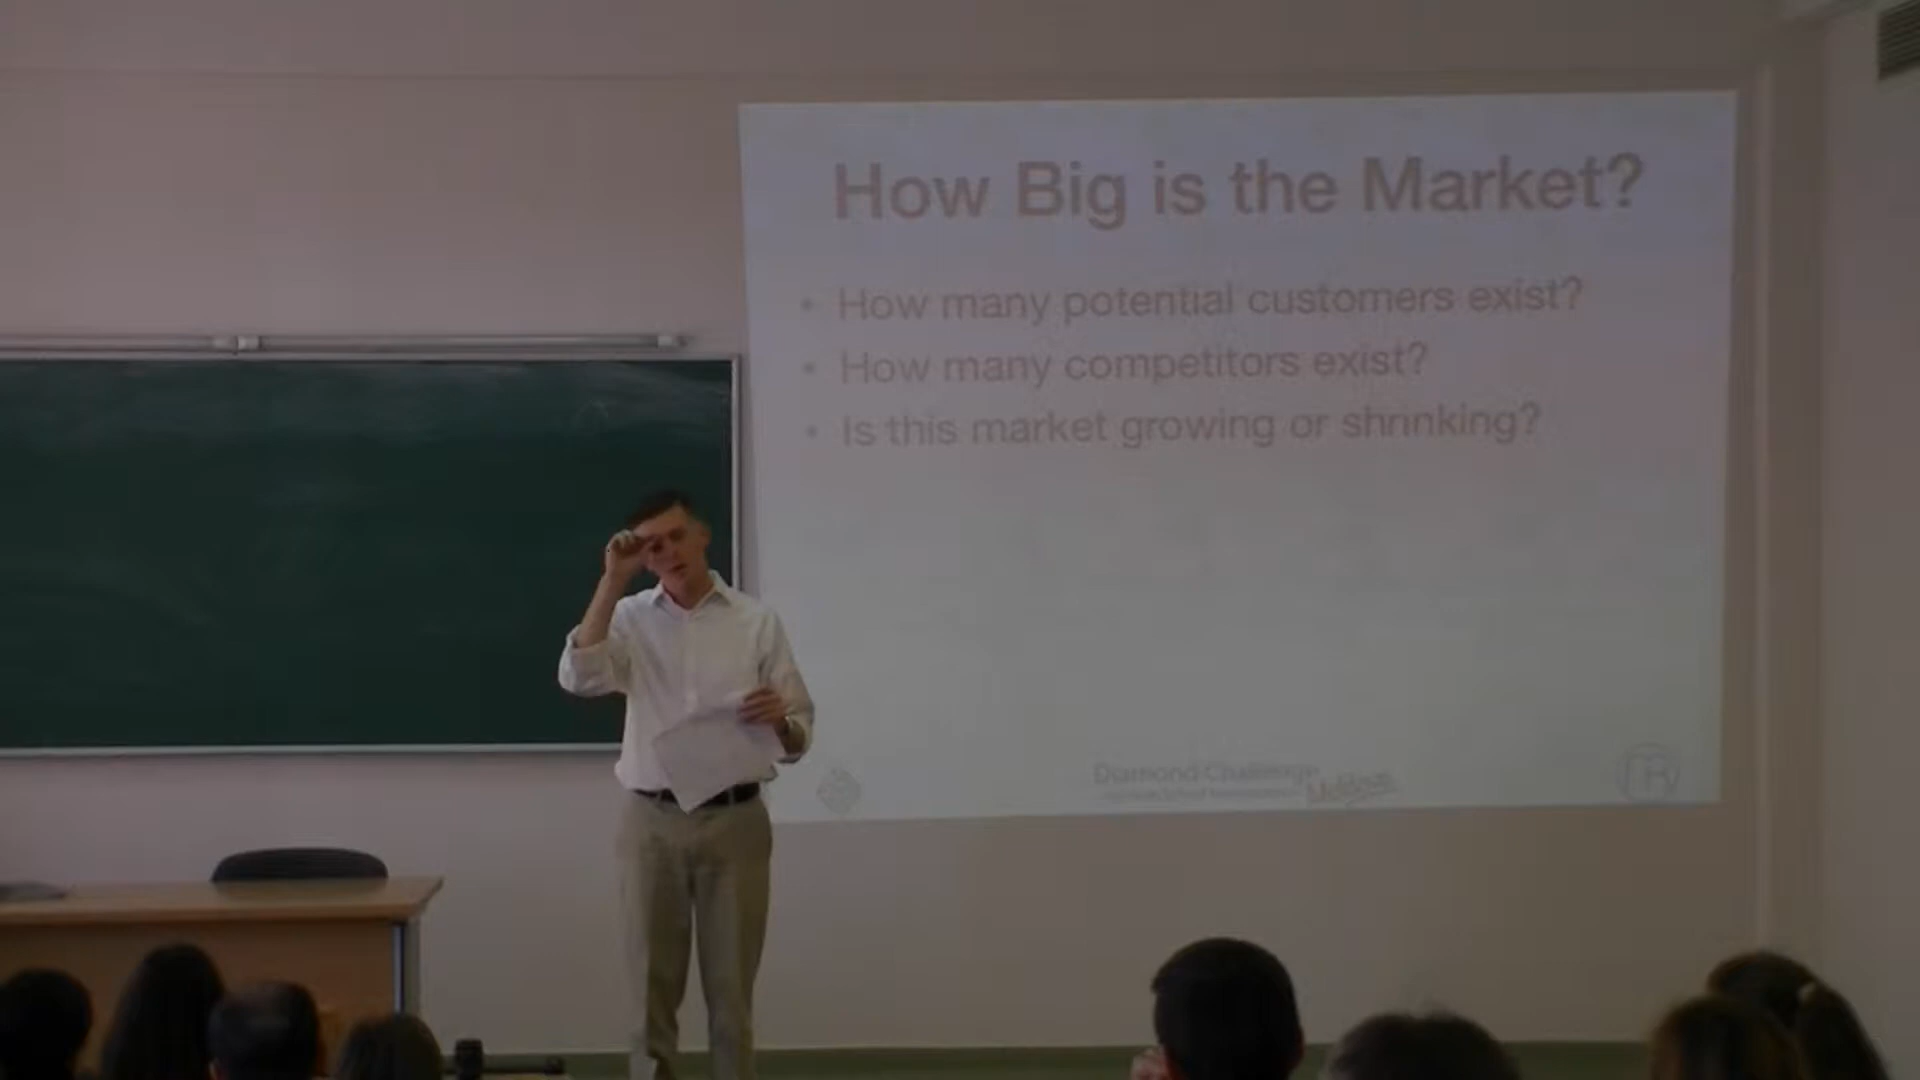 How Big is the Market?
• How many potential customers exist?
• How many competitors exist?
• Is this market growing or shrinking?
Diamond Challenge
Moldova